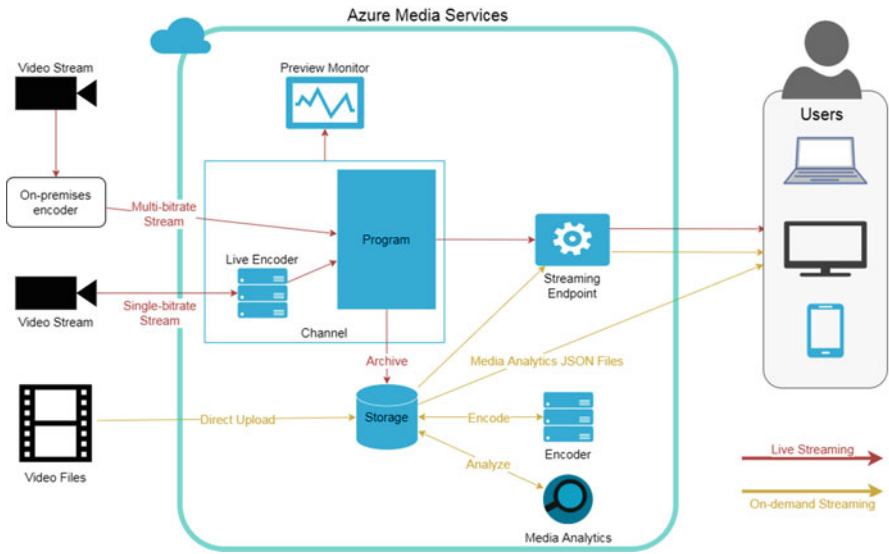 Azure Media Services
Video Stream
Preview Monitor
Users
On-premises
encoder
Multi-bitrate
Stream
Program
Live Encoder
Streaming
Endpoint
Video Stream
Single-bitrate
Stream
Channel
Archive
Media Analytics JSON Files
Direct Upload
Storage
Encode
Encoder
Video Files
Analyze
Media Analytics
Live Streaming
On-demand Streaming